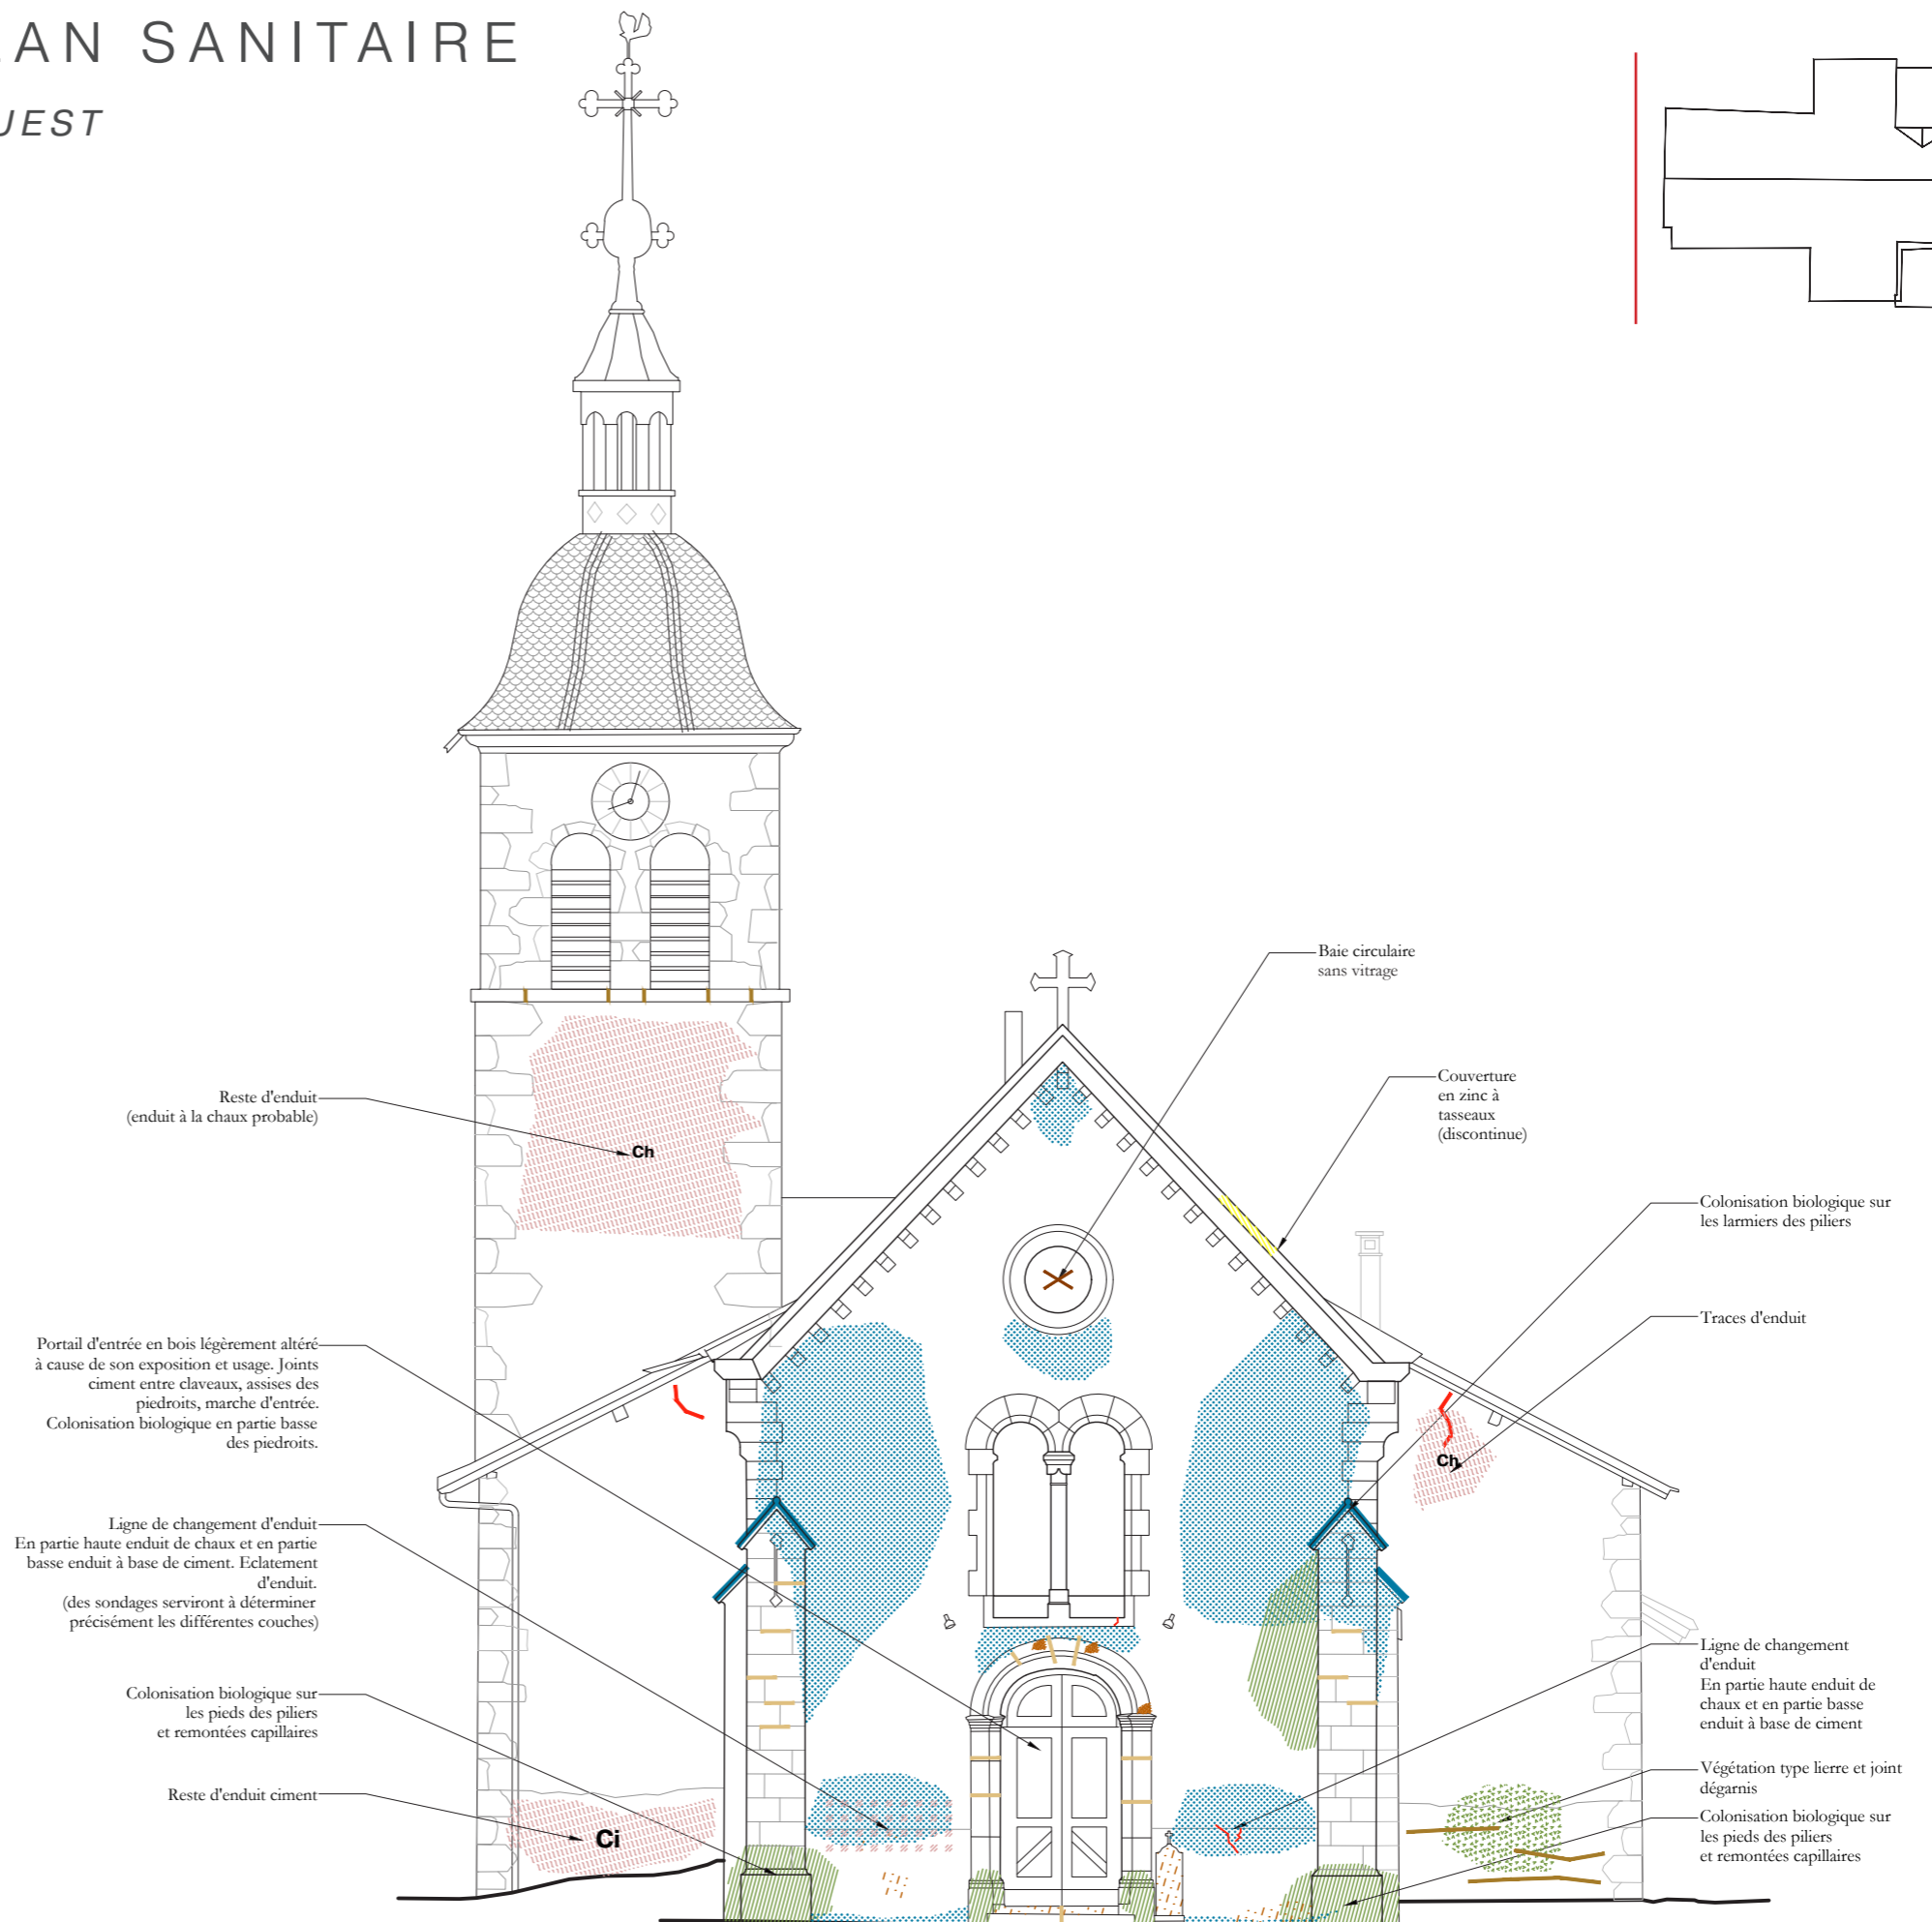 AN SANITAIRE
UEST
Baie circulaire
sans vitrage
Couverture
en zinc à
tasseaux
(discontinue)
Reste d'enduit
(enduit à la chaux probable)
Ch
Colonisation biologique sur
les larmiers des piliers
Traces d'enduit
Ch
Portail d'entrée en bois légèrement altéré
à cause de son exposition et usage. Joints
ciment entre claveaux, assises des
piedroits, marche d'entrée.
Colonisation biologique en partie basse
des piedroits.
Ligne de changement d'enduit
En partie haute enduit de chaux et en partie
basse enduit à base de ciment. Eclatement
d'enduit.
(des sondages serviront à déterminer
précisément les différentes couches)
Ligne de changement
d'enduit
En partie haute enduit de
chaux et en partie basse
enduit à base de ciment
Colonisation biologique sur
les pieds des piliers
et remontées capillaires
Végétation type lierre et joint
dégarnis
Reste d'enduit ciment
Ci
Colonisation biologique sur
les pieds des piliers
et remontées capillaires